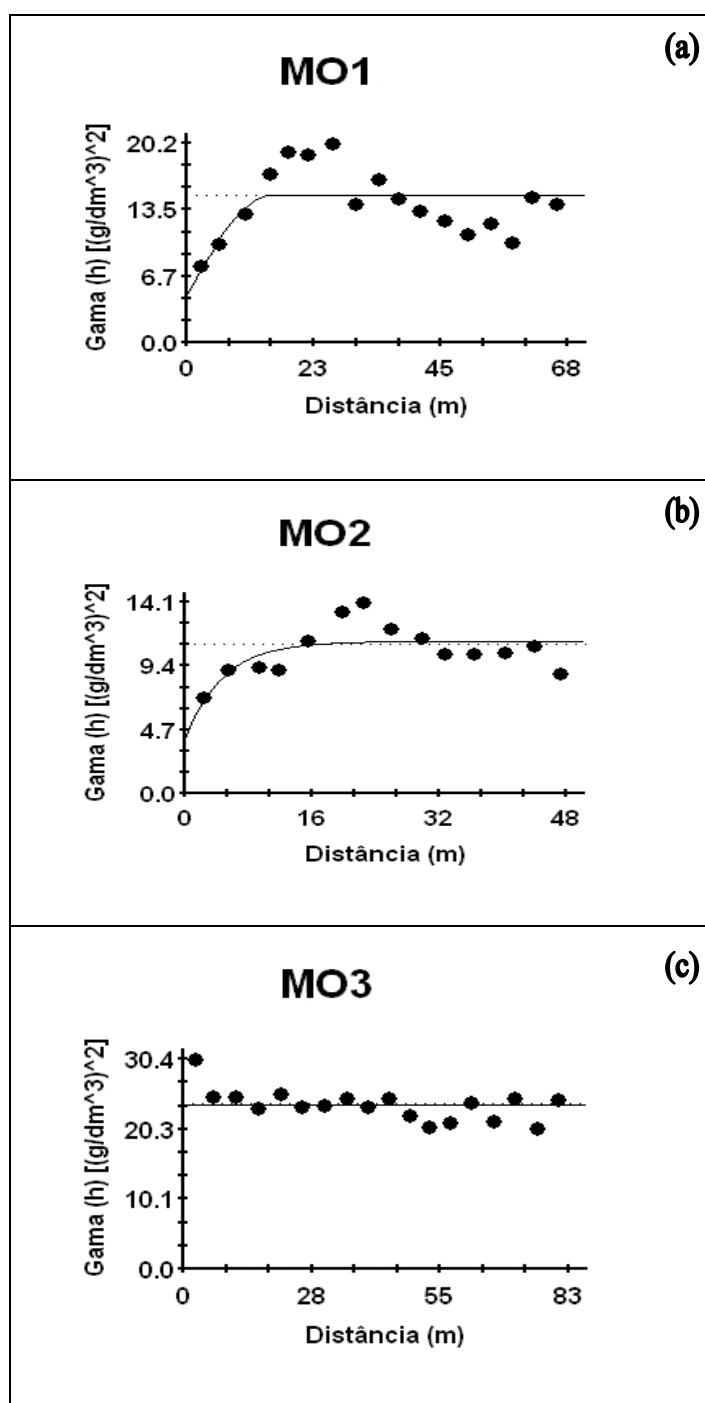 (a)
MO1
Gama (h) [(g/dm^3)^2]
20.2
13.5
6.7
0.0
0 23 45 68
Distância (m)
(b)
MO2
Gama (h) [(g/dm^3)^2]
14.1
9.4
4.7
0.0
0 16 32 48
Distância (m)
(c)
MO3
Gama (h) [(g/dm^3)^2]
30.4
20.3
10.1
0.0
0 28 55 83
Distância (m)